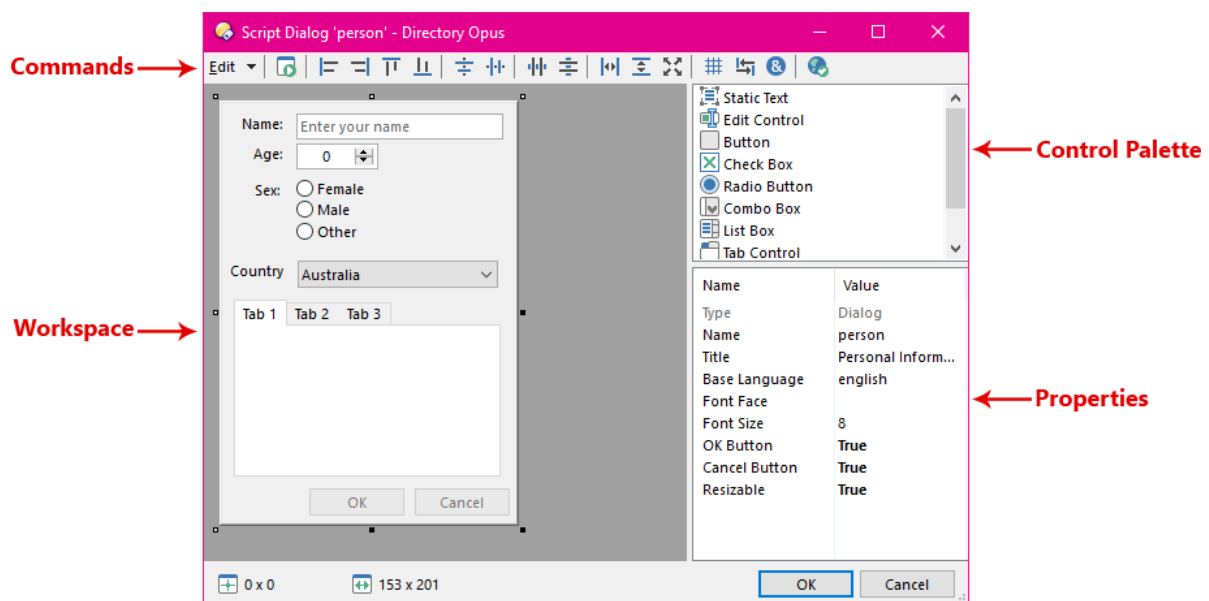 Script Dialog 'person' - Directory Opus
Commands
Edit
Name:
Enter your name
Age:
0
Sex:
Female
Male
Other
Country
Australia
Tab 1 Tab 2 Tab 3
OK Cancel
Workspace
Static Text
Edit Control
Button
Check Box
Radio Button
Combo Box
List Box
Tab Control
Control Palette
Name Value
Type Dialog
Name person
Title Personal Inform...
Base Language english
Font Face
Font Size 8
OK Button True
Cancel Button True
Resizable True
Properties
0 x 0
153 x 201
OK Cancel